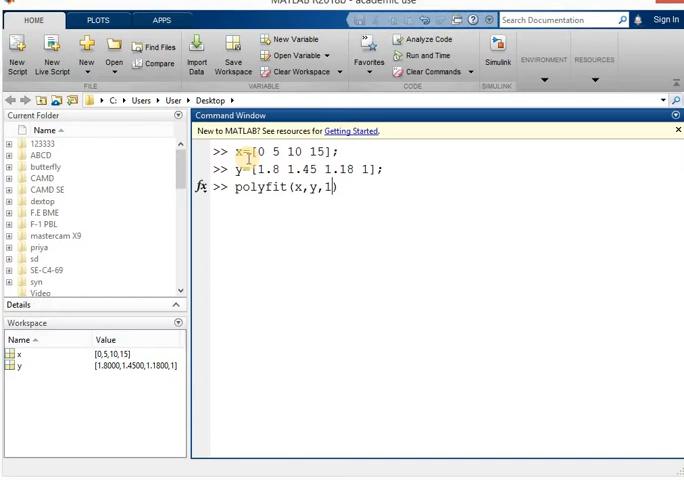 MATLAB R2018b - academic use
HOME PLOTS APPS Search Documentation Sign In
New Script
New Live Script
New
Open
Find Files
Compare
Import Data
Save Workspace
New Variable
Open Variable
Clear Workspace
Favorites
Analyze Code
Run and Time
Clear Commands
Simulink
ENVIRONMENT
RESOURCES
FILE VARIABLE CODE SIMULINK
C: Users User Desktop
Current Folder
Name
123333
ABCD
butterfly
CAMD
CAMD SE
dextop
F.E BME
F-1 PBL
mastercam X9
priya
sd
SE-C4-69
syn
Video
Details
Workspace
Name Value
x [0,5,10,15]
y [1.8000,1.4500,1.1800,1]
Command Window
New to MATLAB? See resources for Getting Started.
>> x=[0 5 10 15];
>> y=[1.8 1.45 1.18 1];
fx >> polyfit(x,y,1)